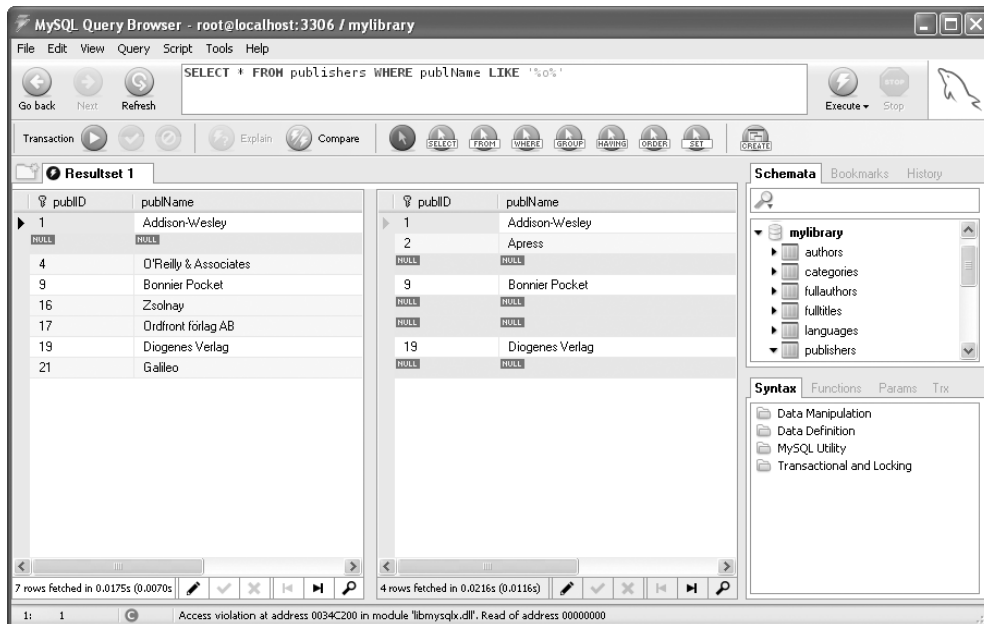 MySQL Query Browser - root@localhost:3306 / mylibrary
File Edit View Query Script Tools Help
SELECT * FROM publishers WHERE publName LIKE '%o%'
Go back Next Refresh Execute Stop
STOP
Transaction Explain Compare SELECT FROM WHERE GROUP HAVING ORDER SET CREATE
Resultset 1
publID publName
1 Addison-Wesley
NULL NULL
4 O'Reilly & Associates
9 Bonnier Pocket
16 Zsolnay
17 Ordfront förlag AB
19 Diogenes Verlag
21 Galileo
7 rows fetched in 0.0175s (0.0070s
publID publName
1 Addison-Wesley
2 Apress
NULL NULL
9 Bonnier Pocket
NULL NULL
NULL NULL
19 Diogenes Verlag
NULL NULL
4 rows fetched in 0.0216s (0.0116s)
Schemata Bookmarks History
mylibrary
authors
categories
fullauthors
fulltitles
languages
publishers
Syntax Functions Params Trx
Data Manipulation
Data Definition
MySQL Utility
Transactional and Locking
1: 1 Access violation at address 0034C200 in module 'libmysqlx.dll'. Read of address 00000000